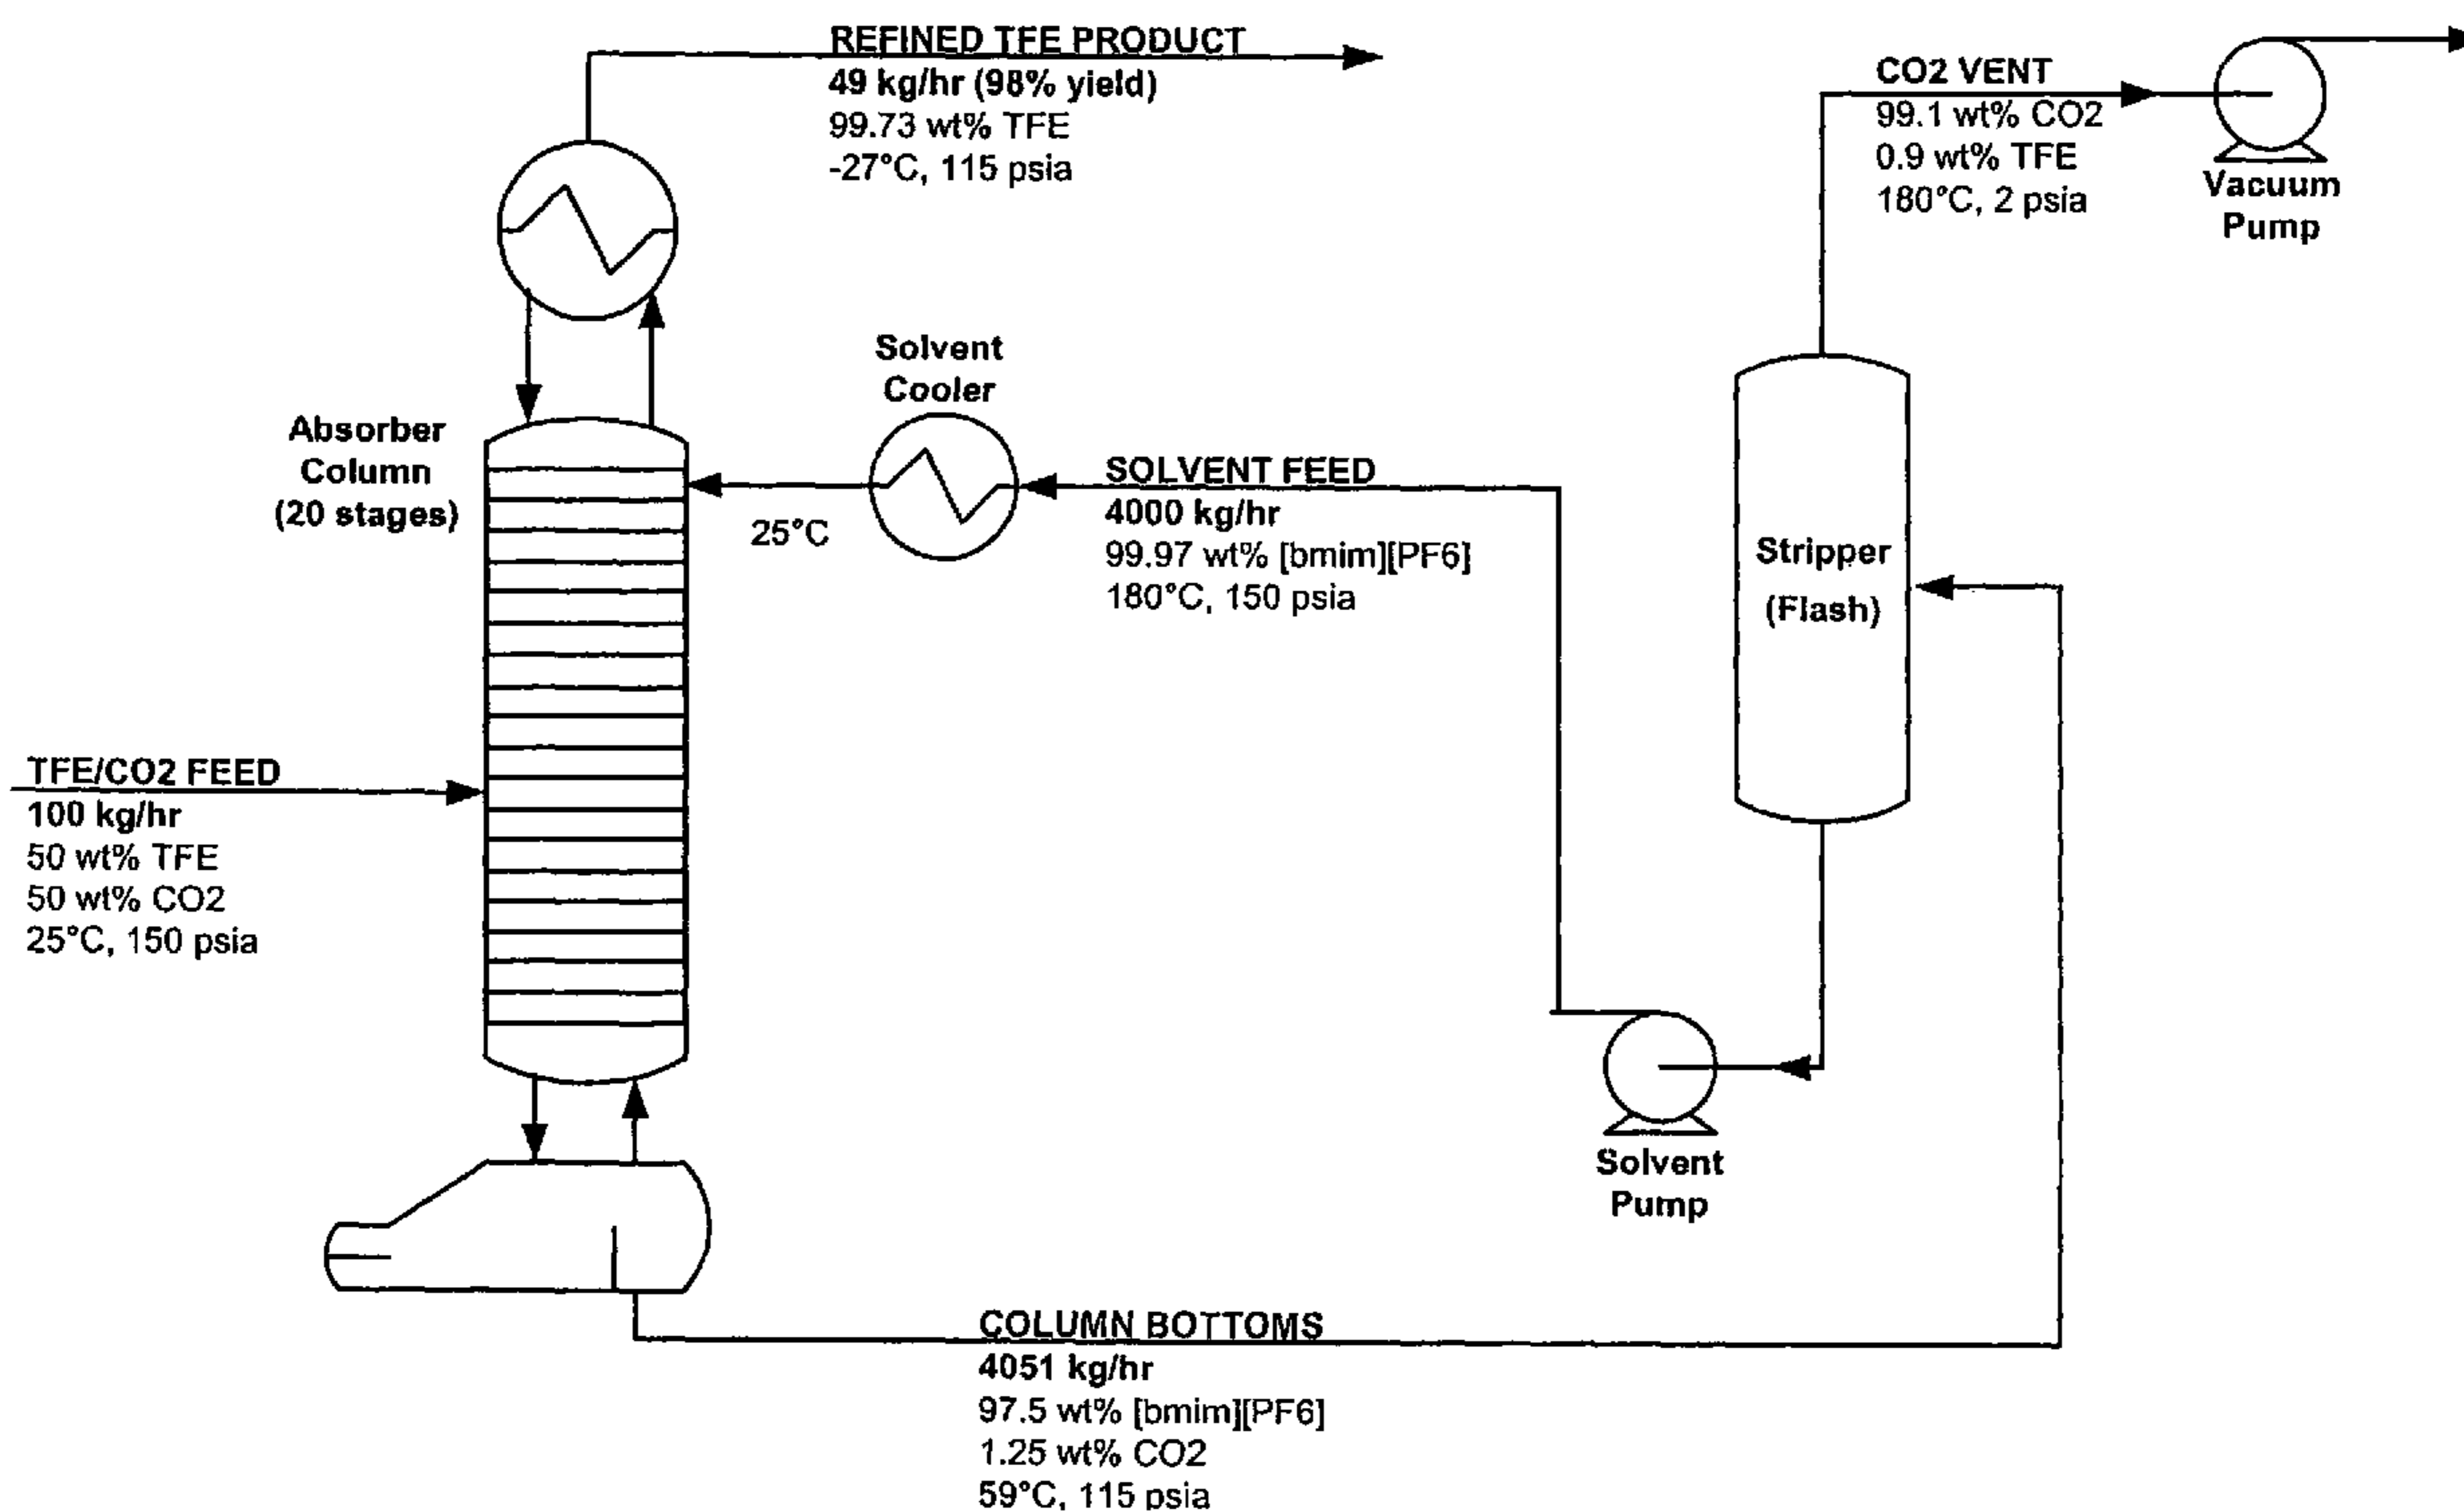 REFINED TFE PRODUCT
49 kg/hr (98% yield)
99.73 wt% TFE
-27°C, 115 psia
CO2 VENT
99.1 wt% CO2
0.9 wt% TFE
180°C, 2 psia
Vacuum
Pump
Solvent
Cooler
Absorber
Column
(20 stages)
25°C
SOLVENT FEED
4000 kg/hr
99.97 wt% [bmim][PF6]
180°C, 150 psia
Stripper
(Flash)
TFE/CO2 FEED
100 kg/hr
50 wt% TFE
50 wt% CO2
25°C, 150 psia
Solvent
Pump
COLUMN BOTTOMS
4051 kg/hr
97.5 wt% [bmim][PF6]
1.25 wt% CO2
59°C, 115 psia